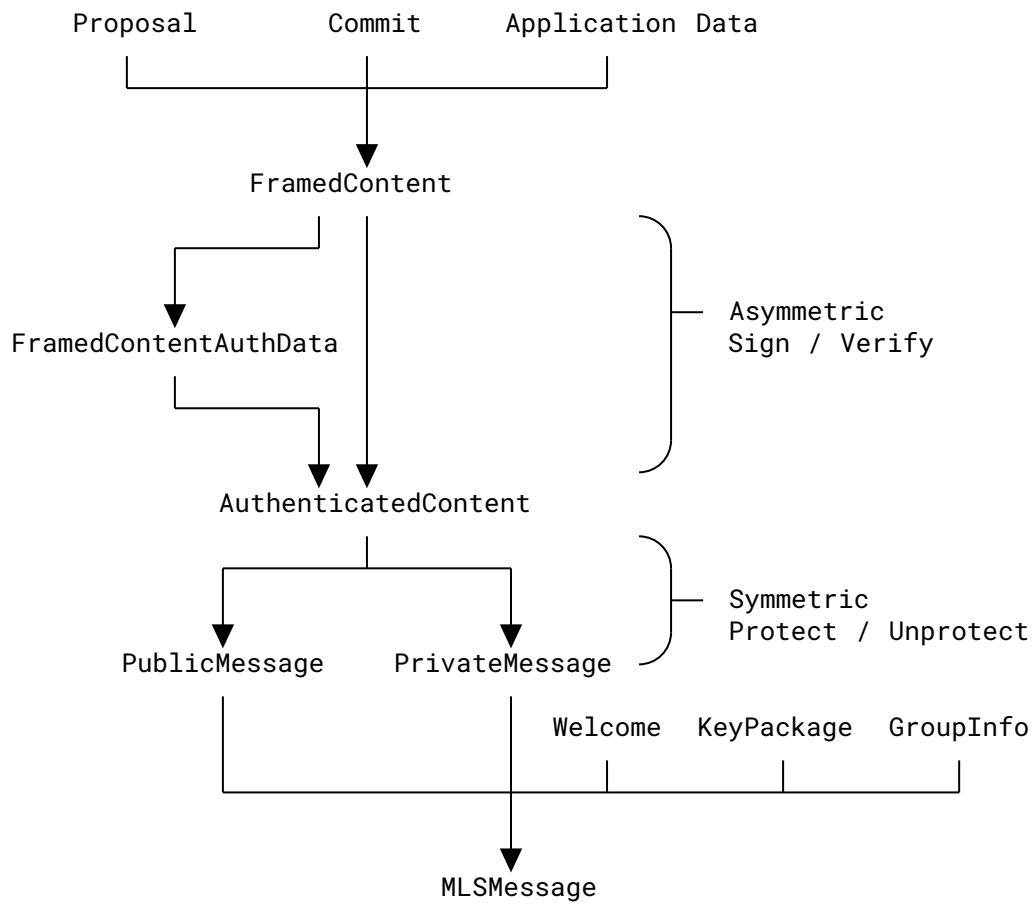 Proposal
Commit
Application Data
FramedContent
Asymmetric
Sign / Verify
FramedContentAuthData
AuthenticatedContent
Symmetric
Protect / Unprotect
PublicMessage
PrivateMessage
Welcome
KeyPackage
GroupInfo
MLSMessage